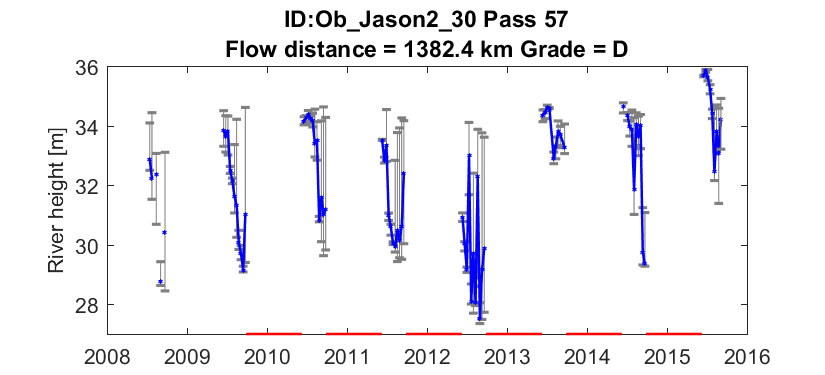 ID:Ob_Jason2_30 Pass 57
Flow distance = 1382.4 km Grade = D
36
34
32
30
28
River height [m]
2008 2009 2010 2011 2012 2013 2014 2015 2016